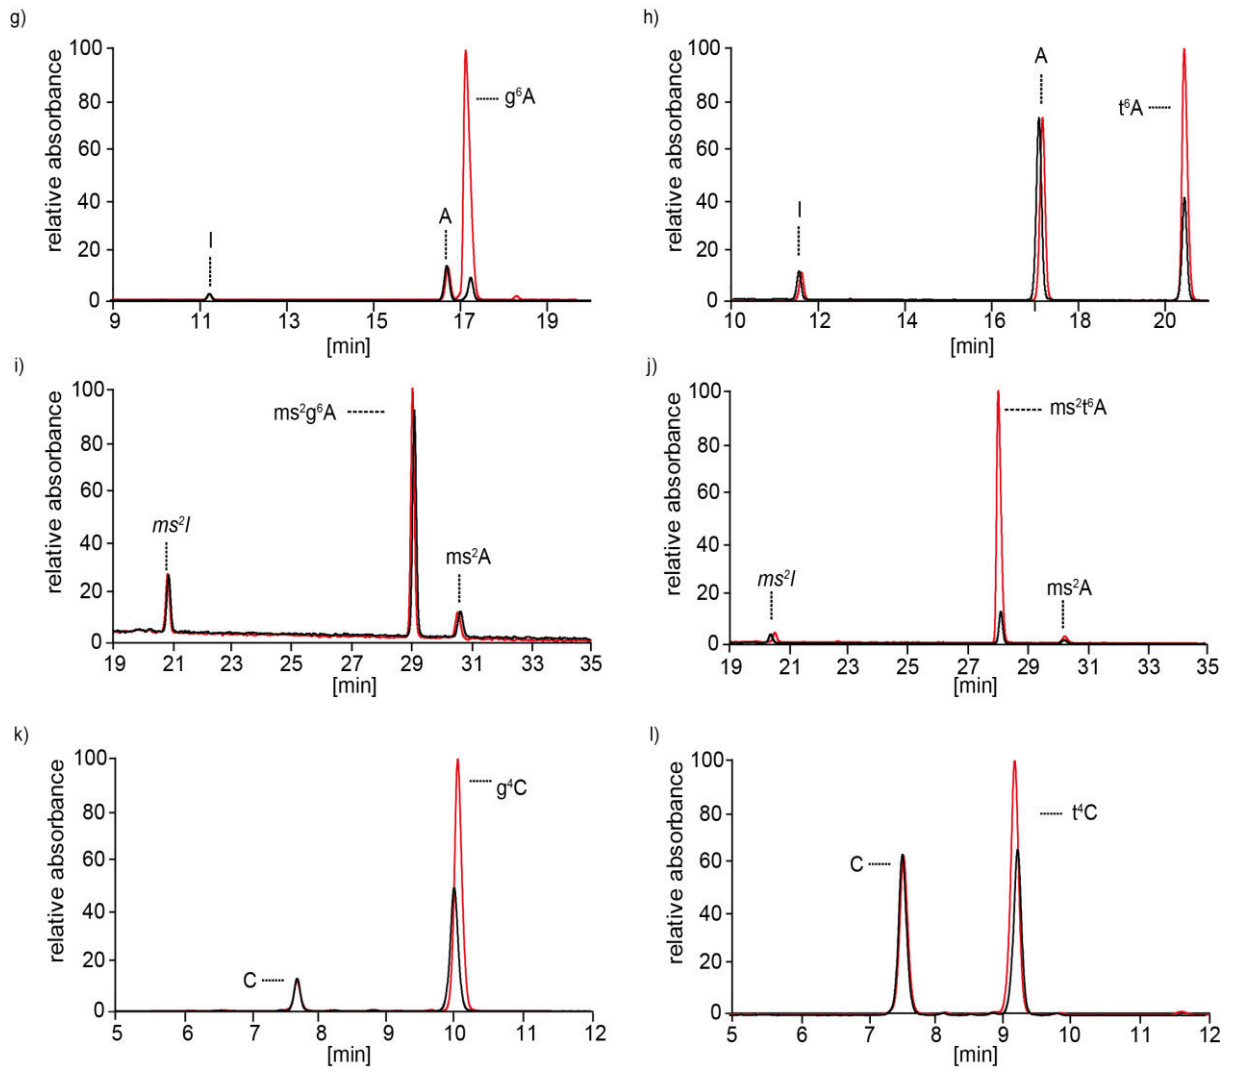 g)
relative absorbance
100
80
60
40
20
0
I
A
g⁶A
9 11 13 15 17 19
[min]
h)
relative absorbance
100
80
60
40
20
0
I
A
t⁶A
10 12 14 16 18 20
[min]
i)
relative absorbance
100
80
60
40
20
0
ms²I
ms²g⁶A
ms²A
19 21 23 25 27 29 31 33 35
[min]
j)
relative absorbance
100
80
60
40
20
0
ms²I
ms²t⁶A
ms²A
19 21 23 25 27 29 31 33 35
[min]
k)
relative absorbance
100
80
60
40
20
0
C
g⁴C
5 6 7 8 9 10 11 12
[min]
l)
relative absorbance
100
80
60
40
20
0
C
t⁴C
5 6 7 8 9 10 11 12
[min]